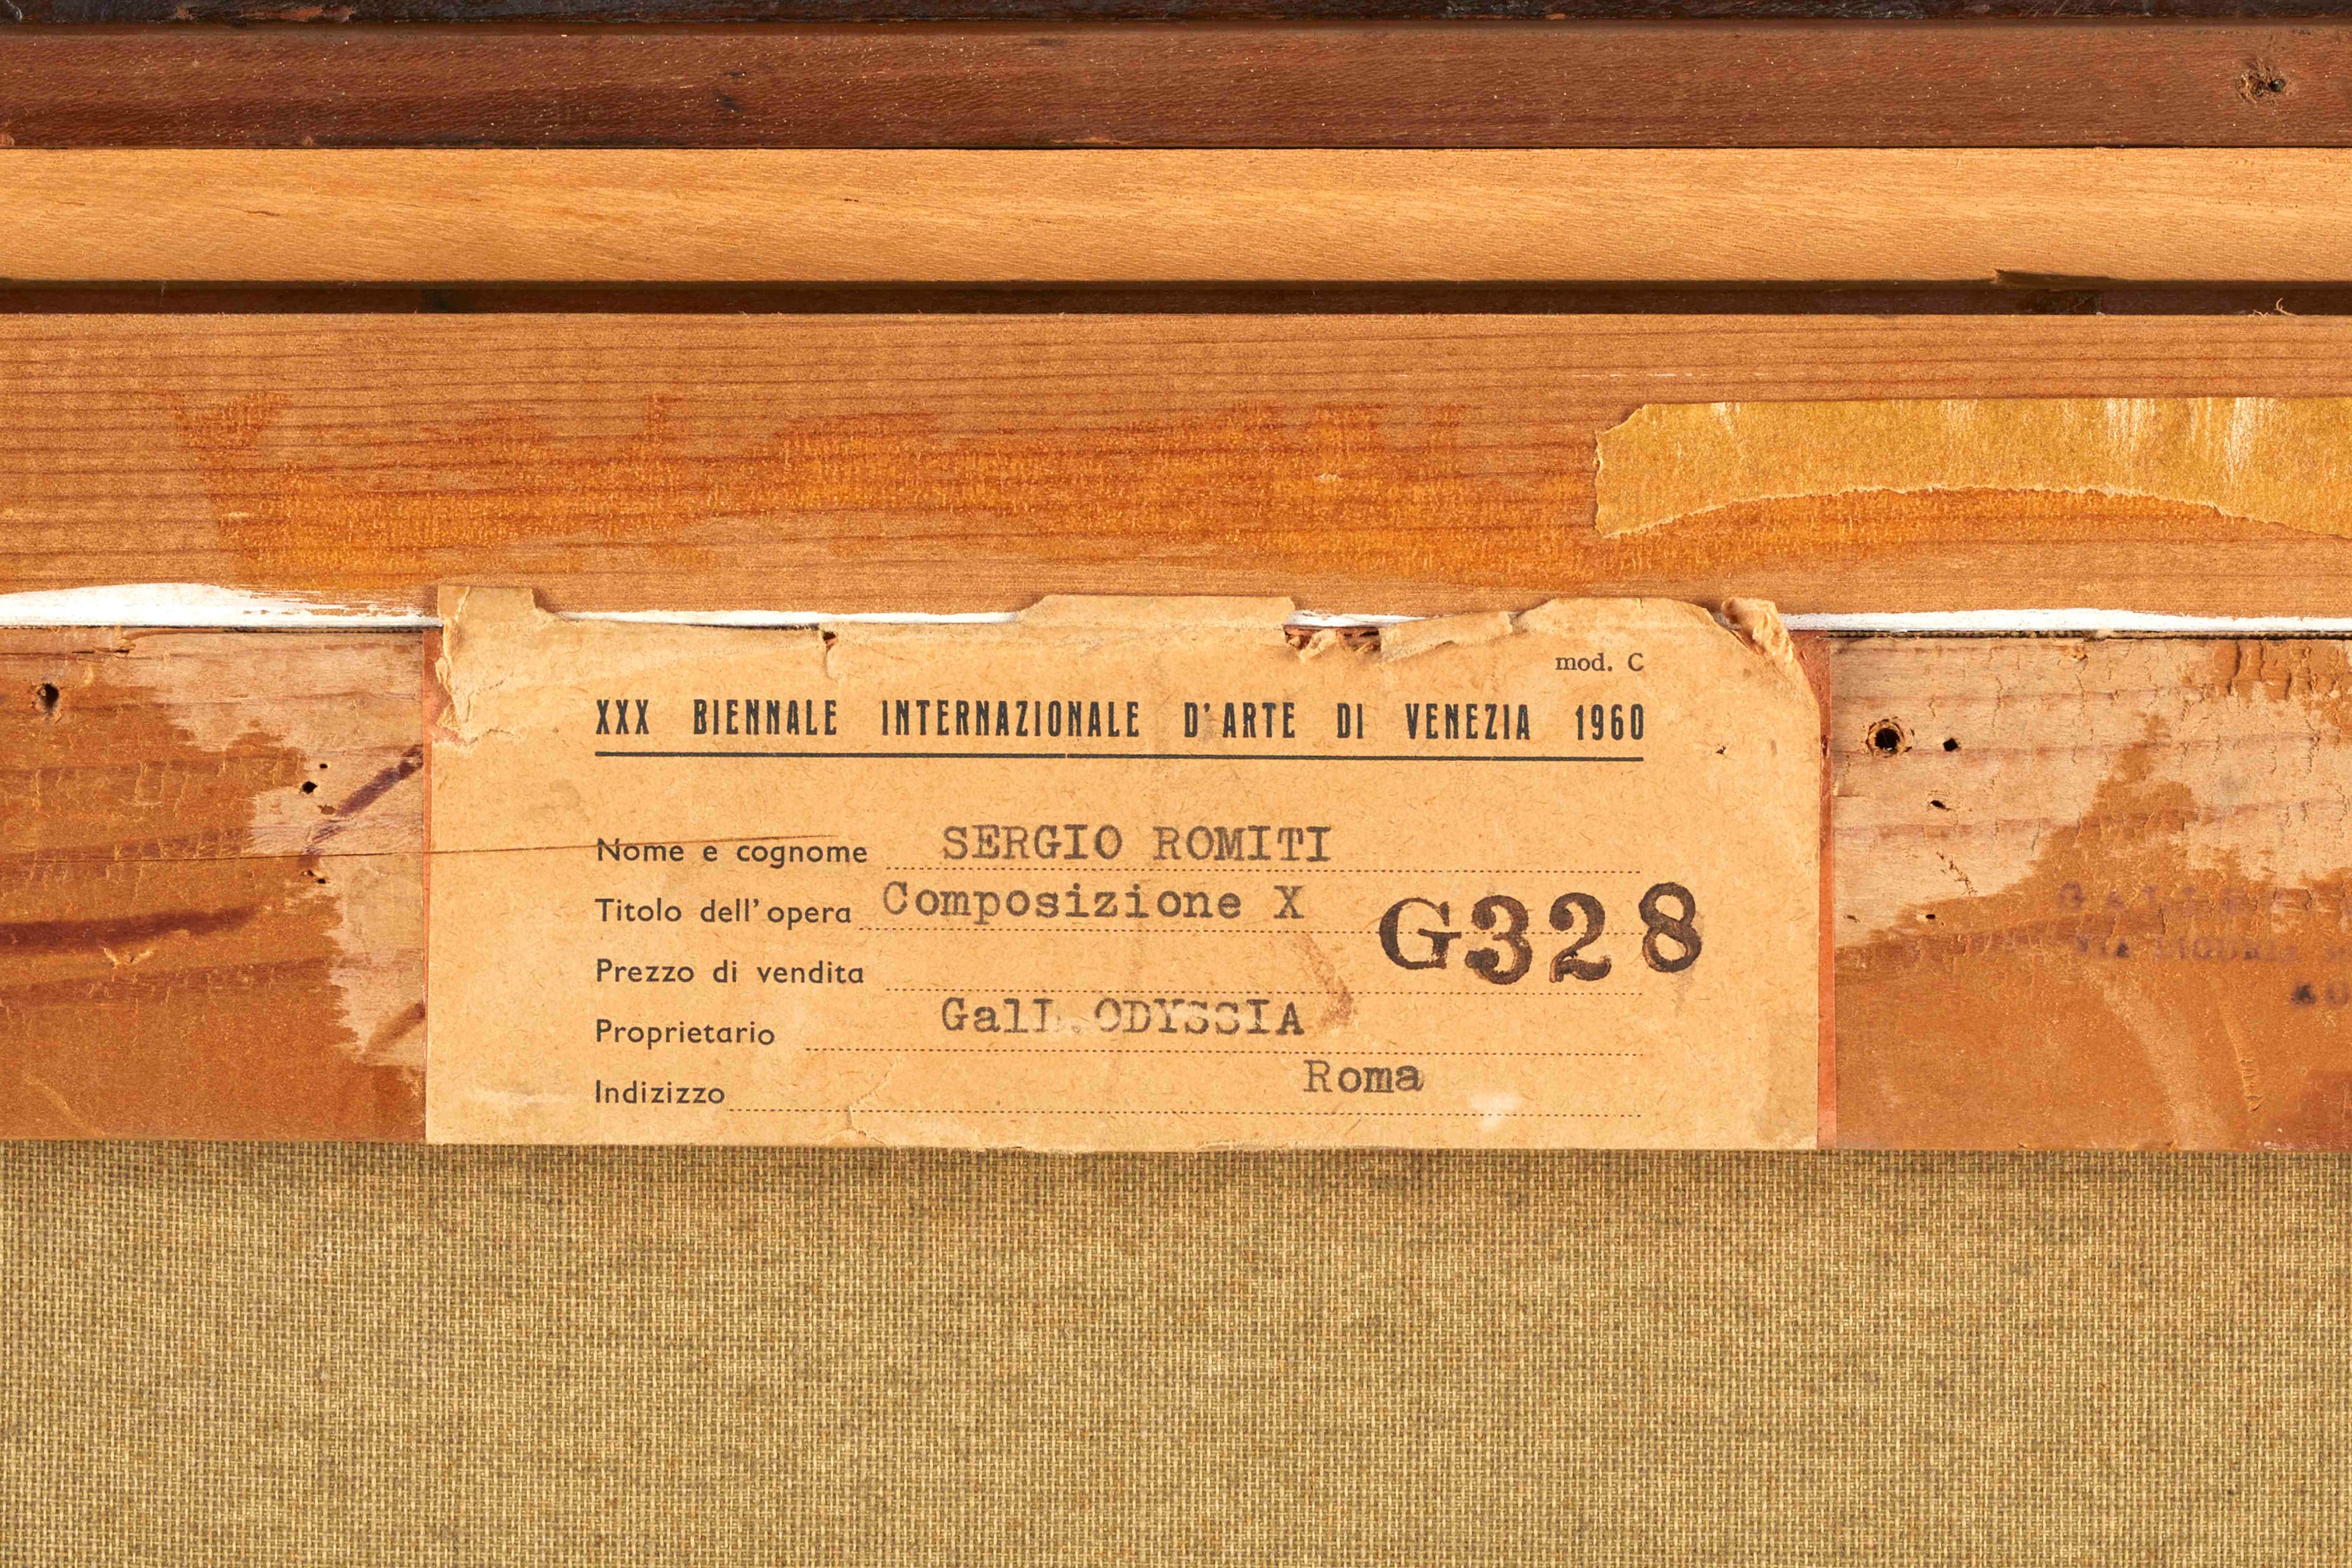 mod. C
XXX BIENNALE INTERNAZIONALE D'ARTE DI VENEZIA 1960
Nome e cognome SERGIO ROMITI
Titolo dell'opera Composizione X
G328
Prezzo di vendita
Proprietario Gall. ODYSSIA
Roma
Indizizzo